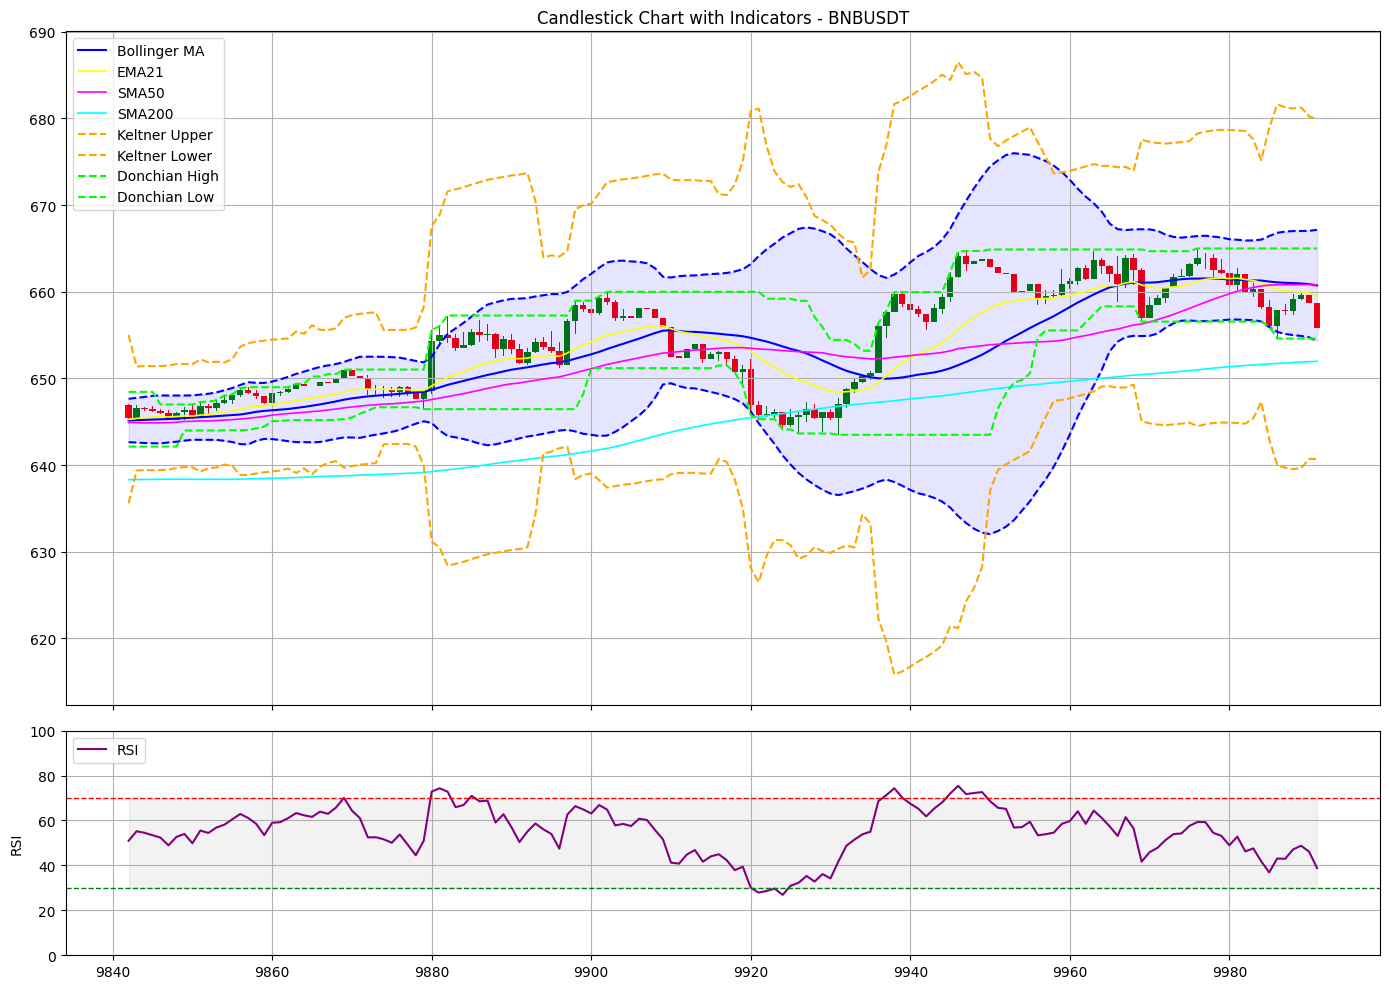 Candlestick Chart with Indicators - BNBUSDT
690
680
670
660
650
640
630
620
Bollinger MA
EMA21
SMA50
SMA200
Keltner Upper
Keltner Lower
Donchian High
Donchian Low
100
80
60
40
20
0
RSI
RSI
9840 9860 9880 9900 9920 9940 9960 9980